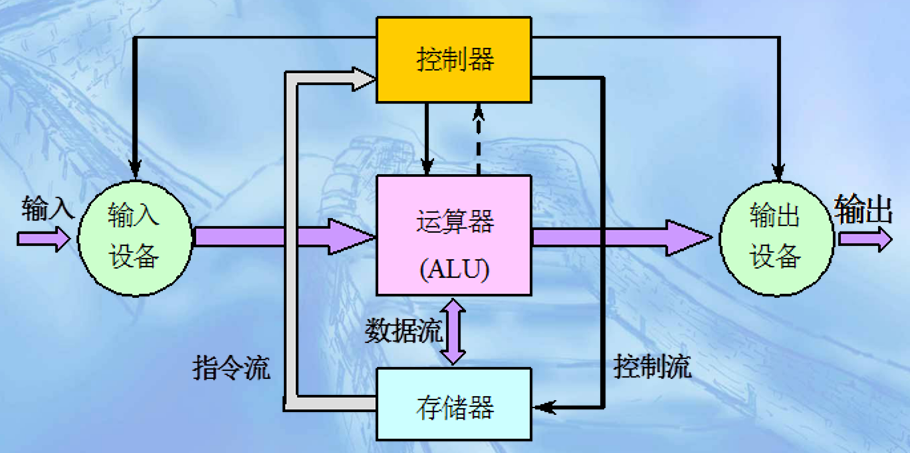 控制器
输入
输入
设备
运算器
(ALU)
输出
设备
输出
数据流
指令流
控制流
存储器